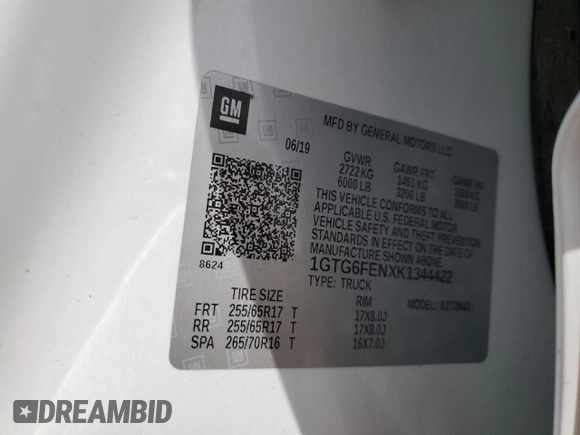 GM
MFD BY GENERAL MOTORS LLC
06/19
GVWR GAWR FRT GAWR RR
2722 KG 1451 KG
6000 LB 3200 LB
THIS VEHICLE CONFORMS TO ALL
APPLICABLE U.S. FEDERAL MOTOR
VEHICLE SAFETY AND THEFT PREVENTION
STANDARDS IN EFFECT ON THE DATE OF
MANUFACTURE SHOWN ABOVE.
1GTG6FENXK1344422
8624
TYPE: TRUCK MODEL:
TIRE SIZE RIM
FRT 255/65R17 T 17X8.0J
RR 255/65R17 T 17X8.0J
SPA 265/70R16 T 16X7.0J
DREAMBID